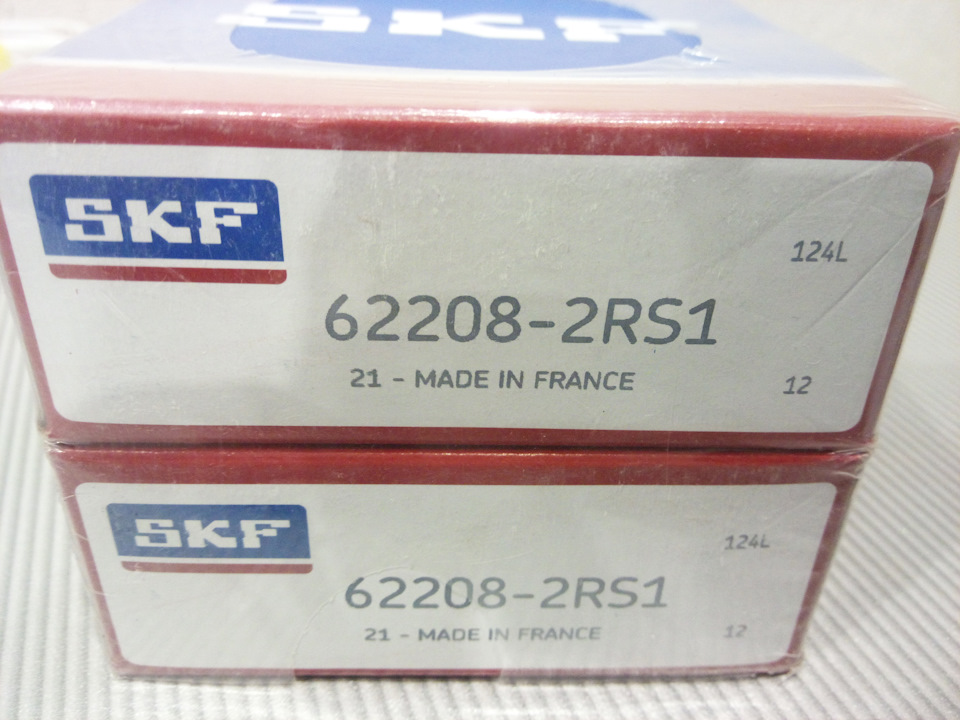 SKF
SKF
124L
62208-2RS1
21 - MADE IN FRANCE
12
SKF
124L
62208-2RS1
21 - MADE IN FRANCE
12